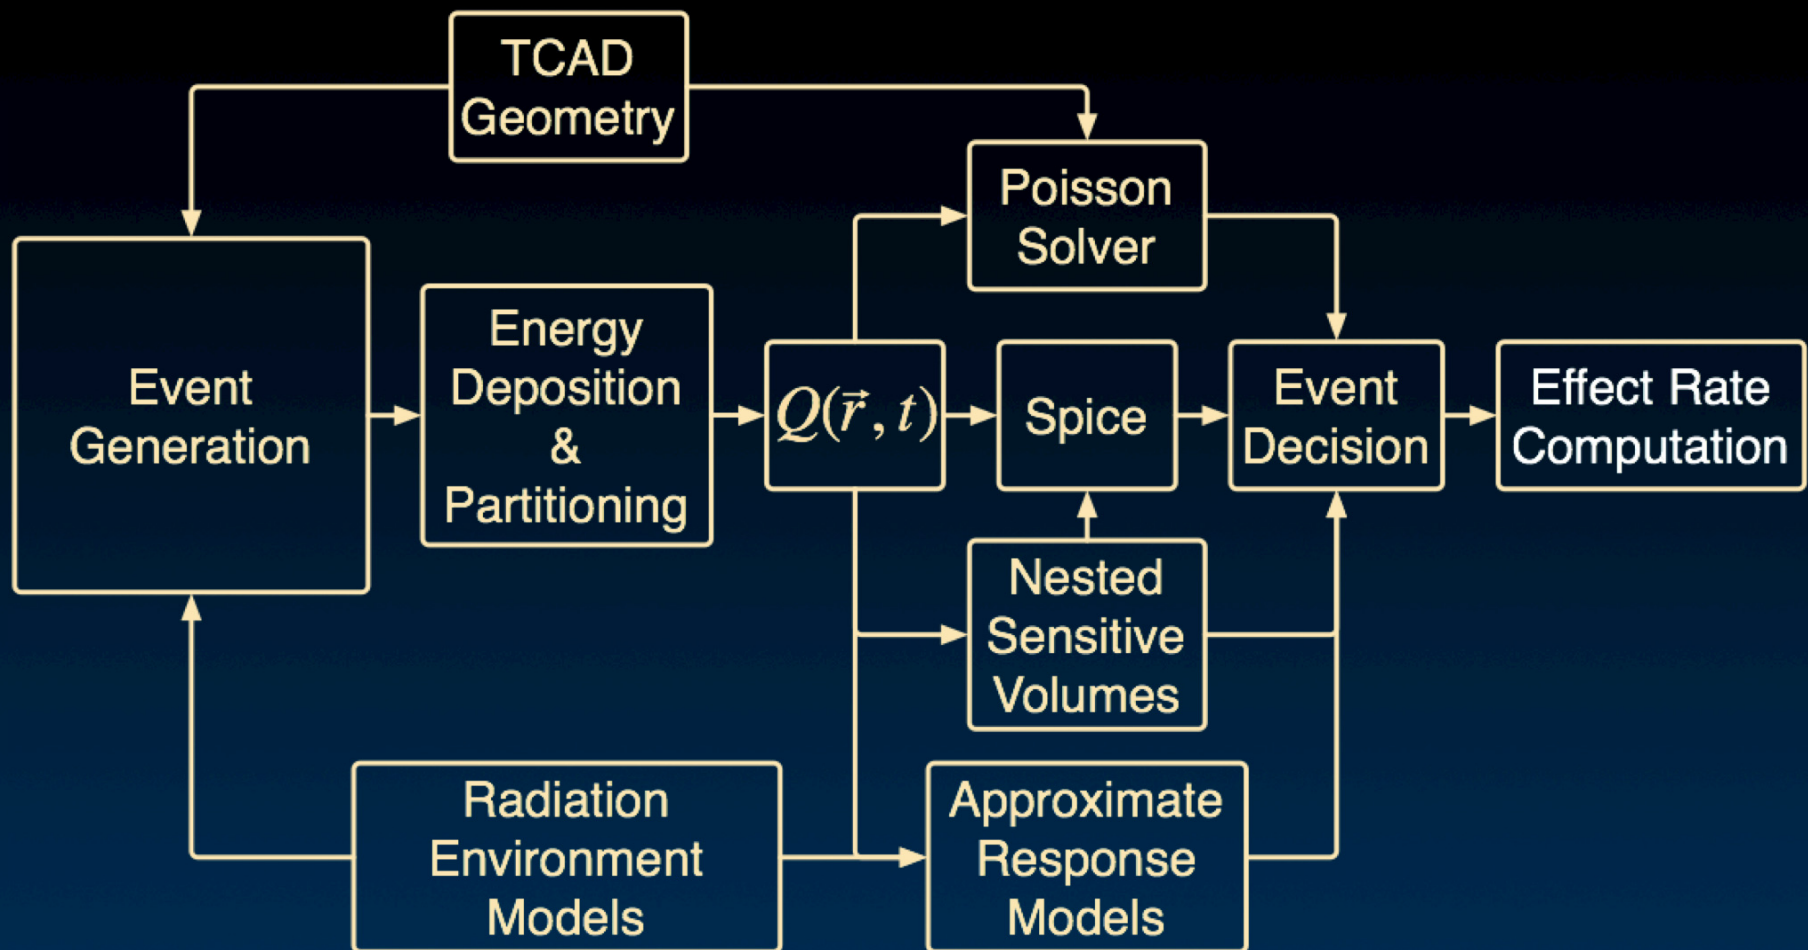 TCAD
Geometry
Poisson
Solver
Event
Generation
Energy
Deposition
&
Partitioning
Q(r⃗, t)
Spice
Event
Decision
Effect Rate
Computation
Nested
Sensitive
Volumes
Radiation
Environment
Models
Approximate
Response
Models